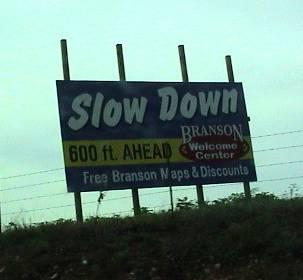 Slow Down
600 ft. AHEAD
BRANSON
Welcome
Center
Free Branson Maps & Discounts